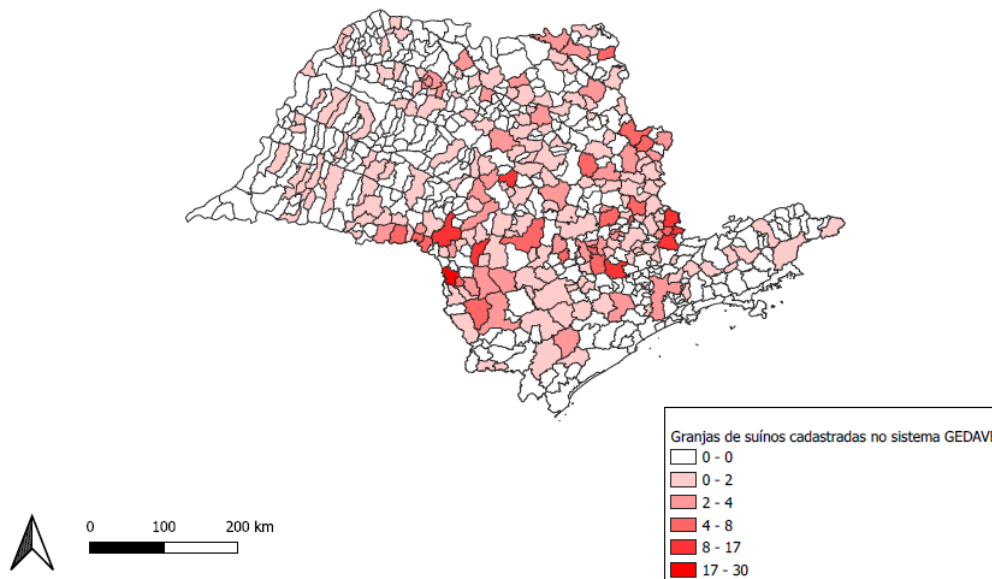 Granjas de suínos cadastradas no sistema GEDAVE
0 - 0
0 - 2
2 - 4
4 - 8
8 - 17
17 - 30
0 100 200 km